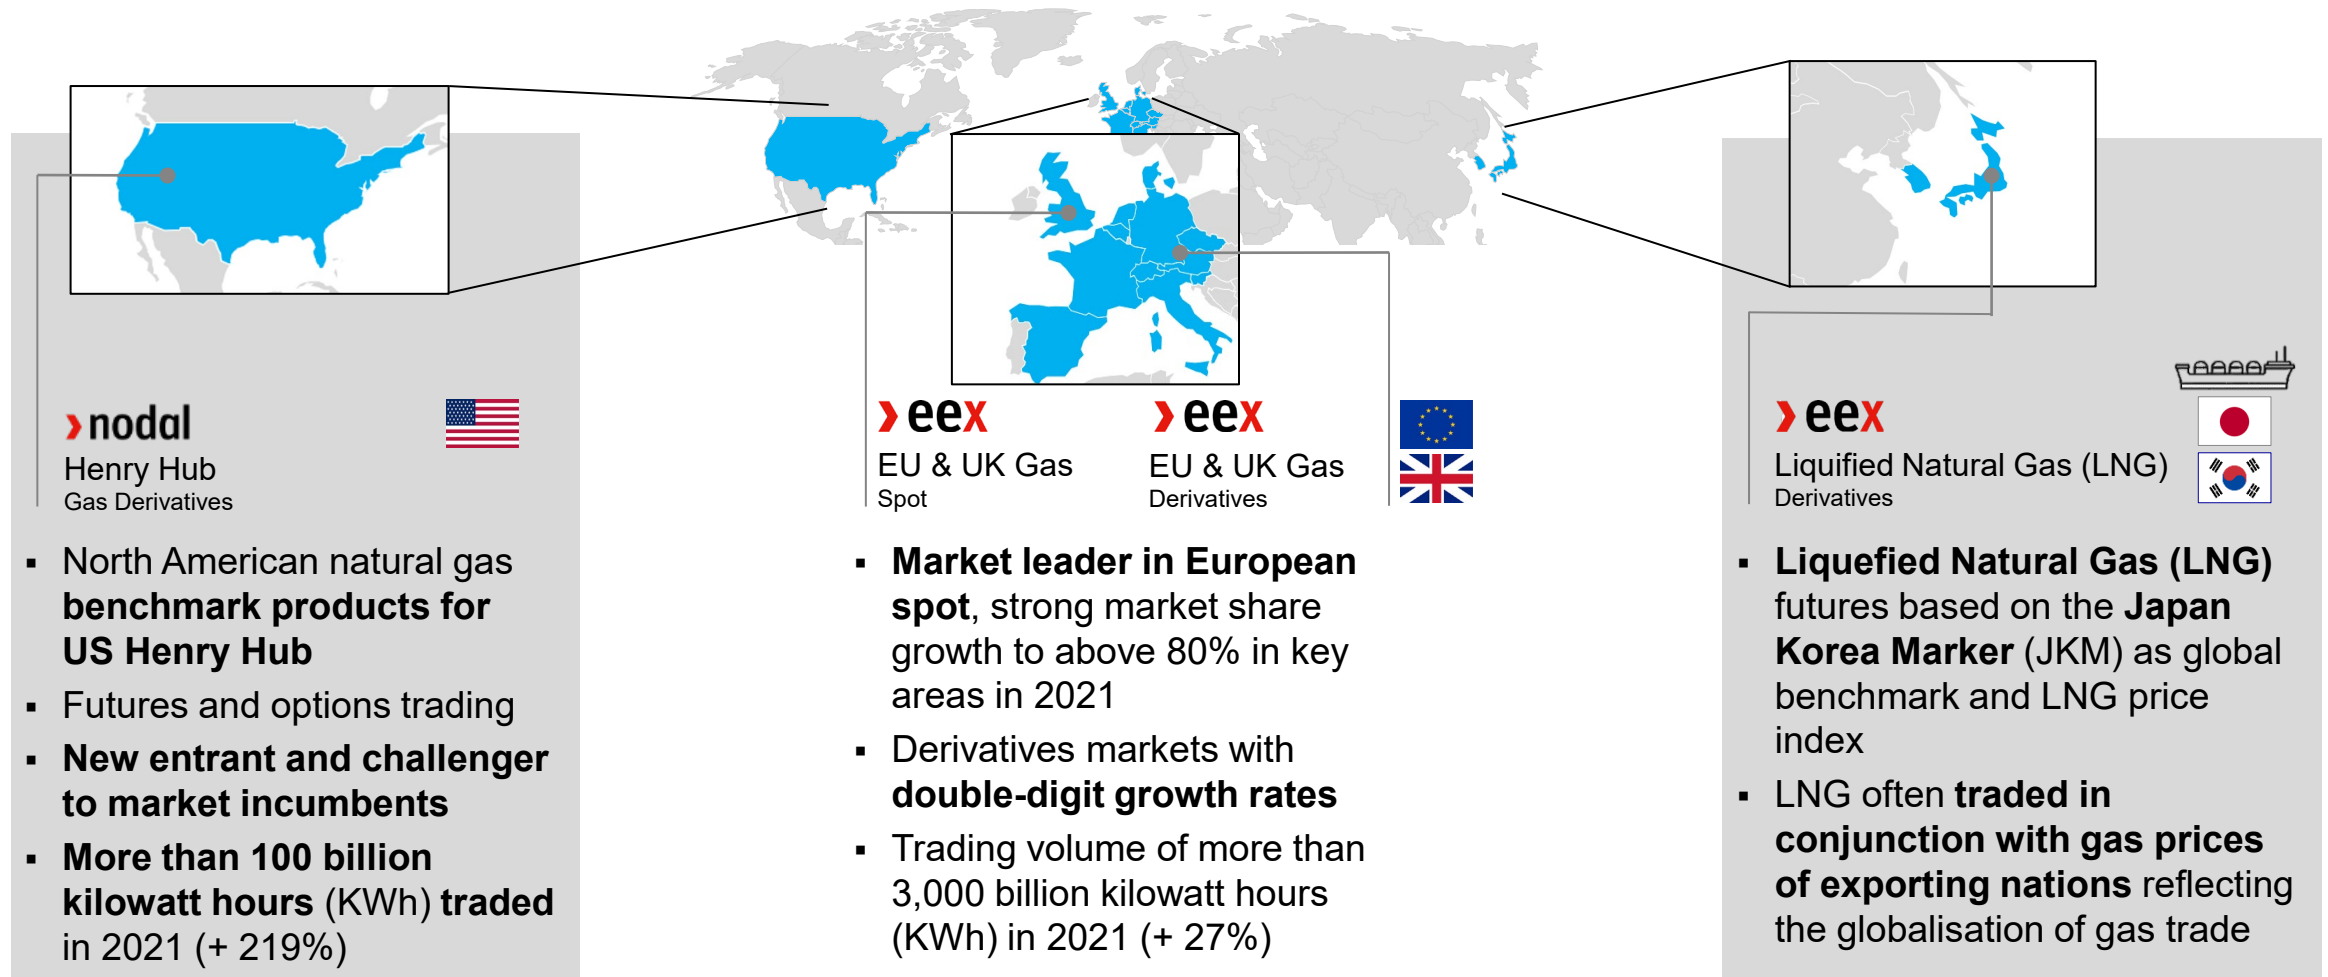 nodal
Henry Hub
Gas Derivatives
▪ North American natural gas
benchmark products for
US Henry Hub
▪ Futures and options trading
▪ New entrant and challenger
to market incumbents
▪ More than 100 billion
kilowatt hours (KWh) traded
in 2021 (+ 219%)
eex
EU & UK Gas
Spot
eex
EU & UK Gas
Derivatives
▪ Market leader in European
spot, strong market share
growth to above 80% in key
areas in 2021
▪ Derivatives markets with
double-digit growth rates
▪ Trading volume of more than
3,000 billion kilowatt hours
(KWh) in 2021 (+ 27%)
eex
Liquified Natural Gas (LNG)
Derivatives
▪ Liquefied Natural Gas (LNG)
futures based on the Japan
Korea Marker (JKM) as global
benchmark and LNG price
index
▪ LNG often traded in
conjunction with gas prices
of exporting nations reflecting
the globalisation of gas trade